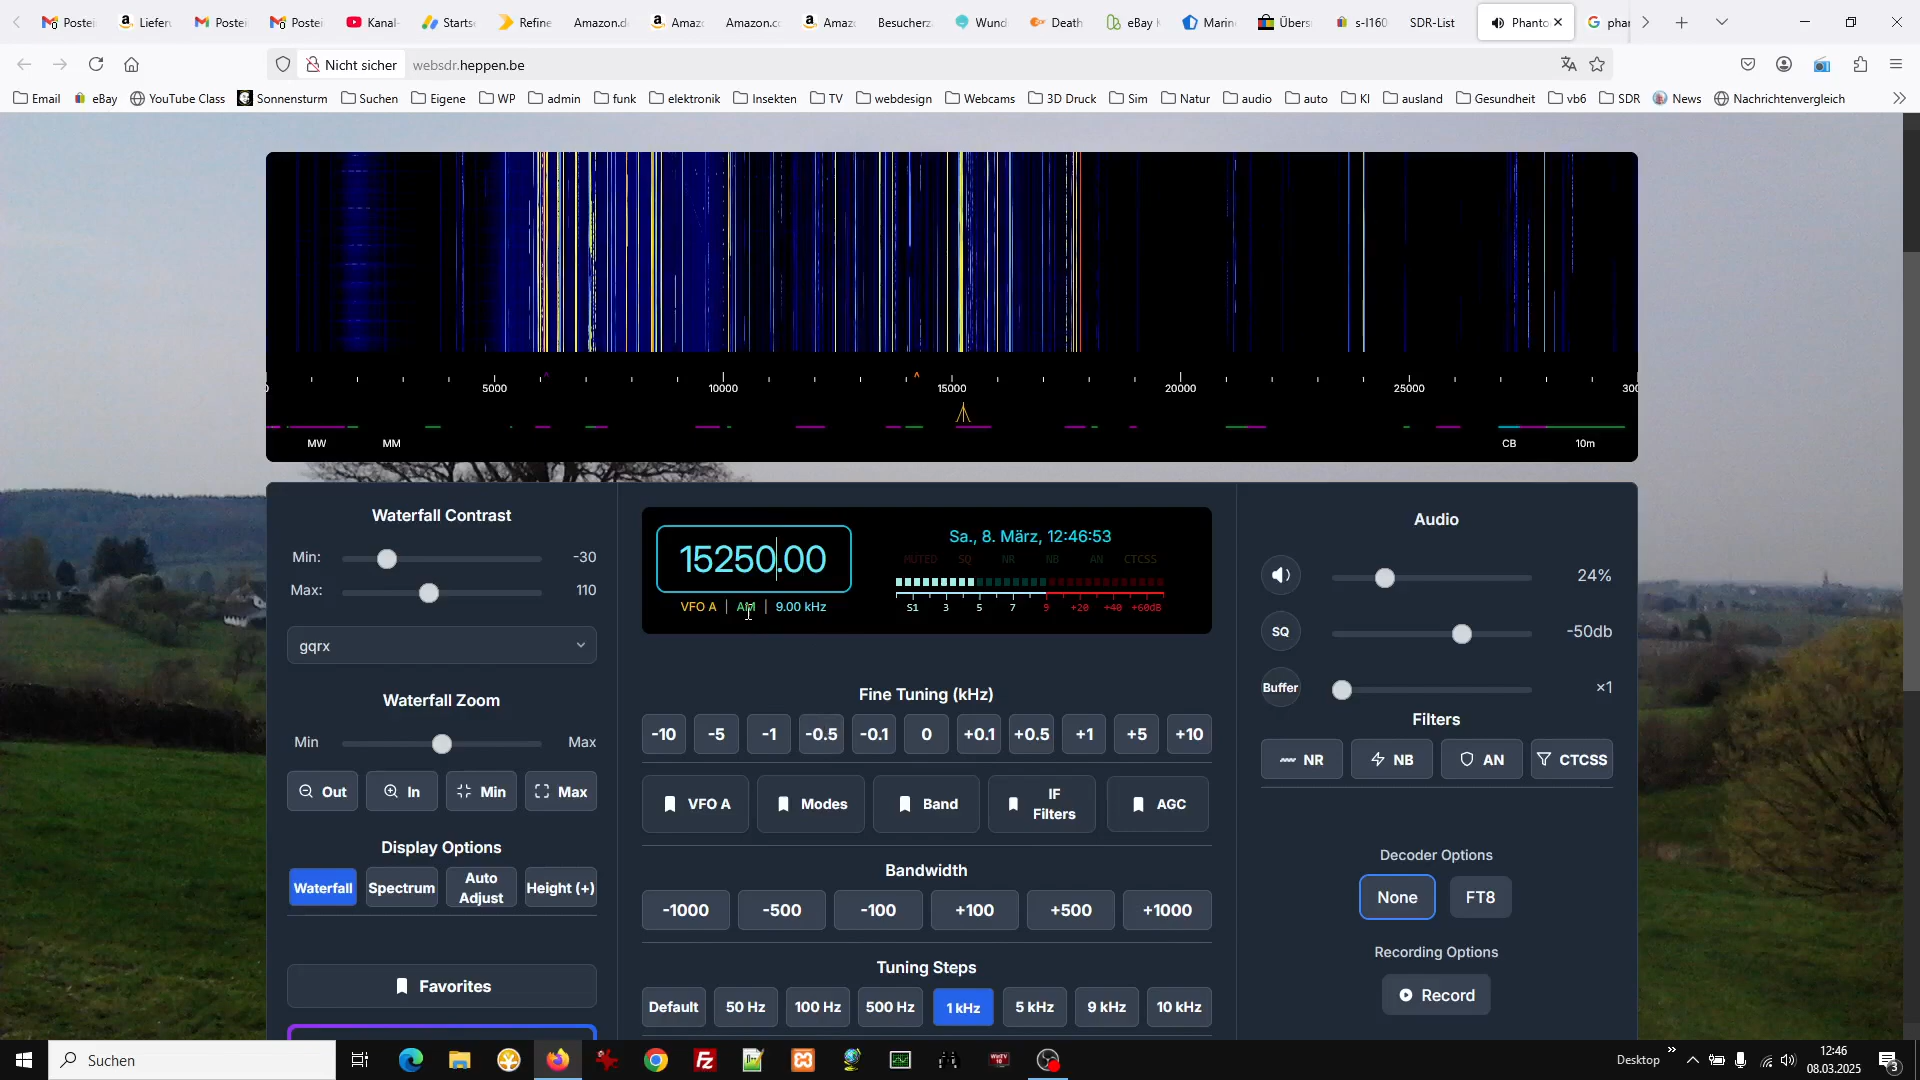 Postei
Liefer
Postei
Postei
Kanal-
Starts
Refine
Amazon.d
Amaz
Amazon.co
Amaz
Besucherz
Wund
Death
eBay
Marin
Übers
s-l160
SDR-List
Phanto
phar
Nicht sicher
websdr.heppen.be
Email
eBay
YouTube Class
Sonnensturm
Suchen
Eigene
WP
admin
funk
elektronik
Insekten
TV
webdesign
Webcams
3D Druck
Sim
Natur
audio
auto
KI
ausland
Gesundheit
vb6
SDR
News
Nachrichtenvergleich
5000
10000
15000
20000
25000
300
MW
MM
CB
10m
Waterfall Contrast
Min:
-30
Max:
110
gqrx
Waterfall Zoom
Min
Max
Out
In
Min
Max
Display Options
Waterfall
Spectrum
Auto
Adjust
Height (+)
Favorites
15250.00
VFO A | AM | 9.00 kHz
Sa., 8. März, 12:46:53
MUTED SQ NR NB AN CTCSS
S1 3 5 7 9 +20 +40 +60dB
Fine Tuning (kHz)
-10
-5
-1
-0.5
-0.1
0
+0.1
+0.5
+1
+5
+10
VFO A
Modes
Band
IF
Filters
AGC
Bandwidth
-1000
-500
-100
+100
+500
+1000
Tuning Steps
Default
50 Hz
100 Hz
500 Hz
1 kHz
5 kHz
9 kHz
10 kHz
Audio
24%
SQ
-50db
Buffer
×1
Filters
NR
NB
AN
CTCSS
Decoder Options
None
FT8
Recording Options
Record
Suchen
Desktop
12:46
08.03.2025
3